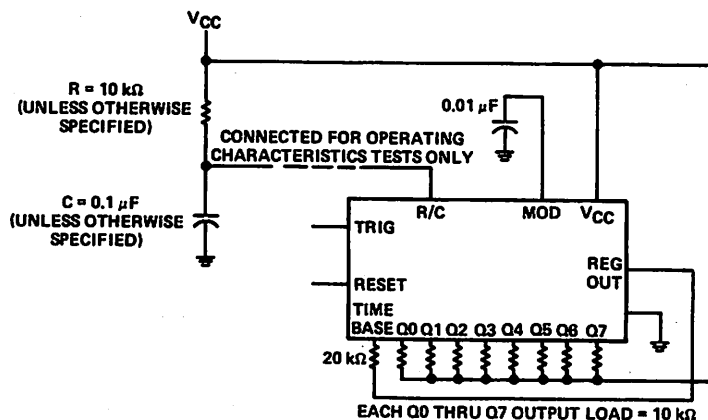 VCC
R = 10 kΩ
(UNLESS OTHERWISE
SPECIFIED)
0.01 μF
CONNECTED FOR OPERATING
CHARACTERISTICS TESTS ONLY
C = 0.1 μF
(UNLESS OTHERWISE
SPECIFIED)
R/C
MOD
VCC
TRIG
REG
OUT
RESET
TIME
BASE
Q0 Q1 Q2 Q3 Q4 Q5 Q6 Q7
20 kΩ
EACH Q0 THRU Q7 OUTPUT LOAD = 10 kΩ